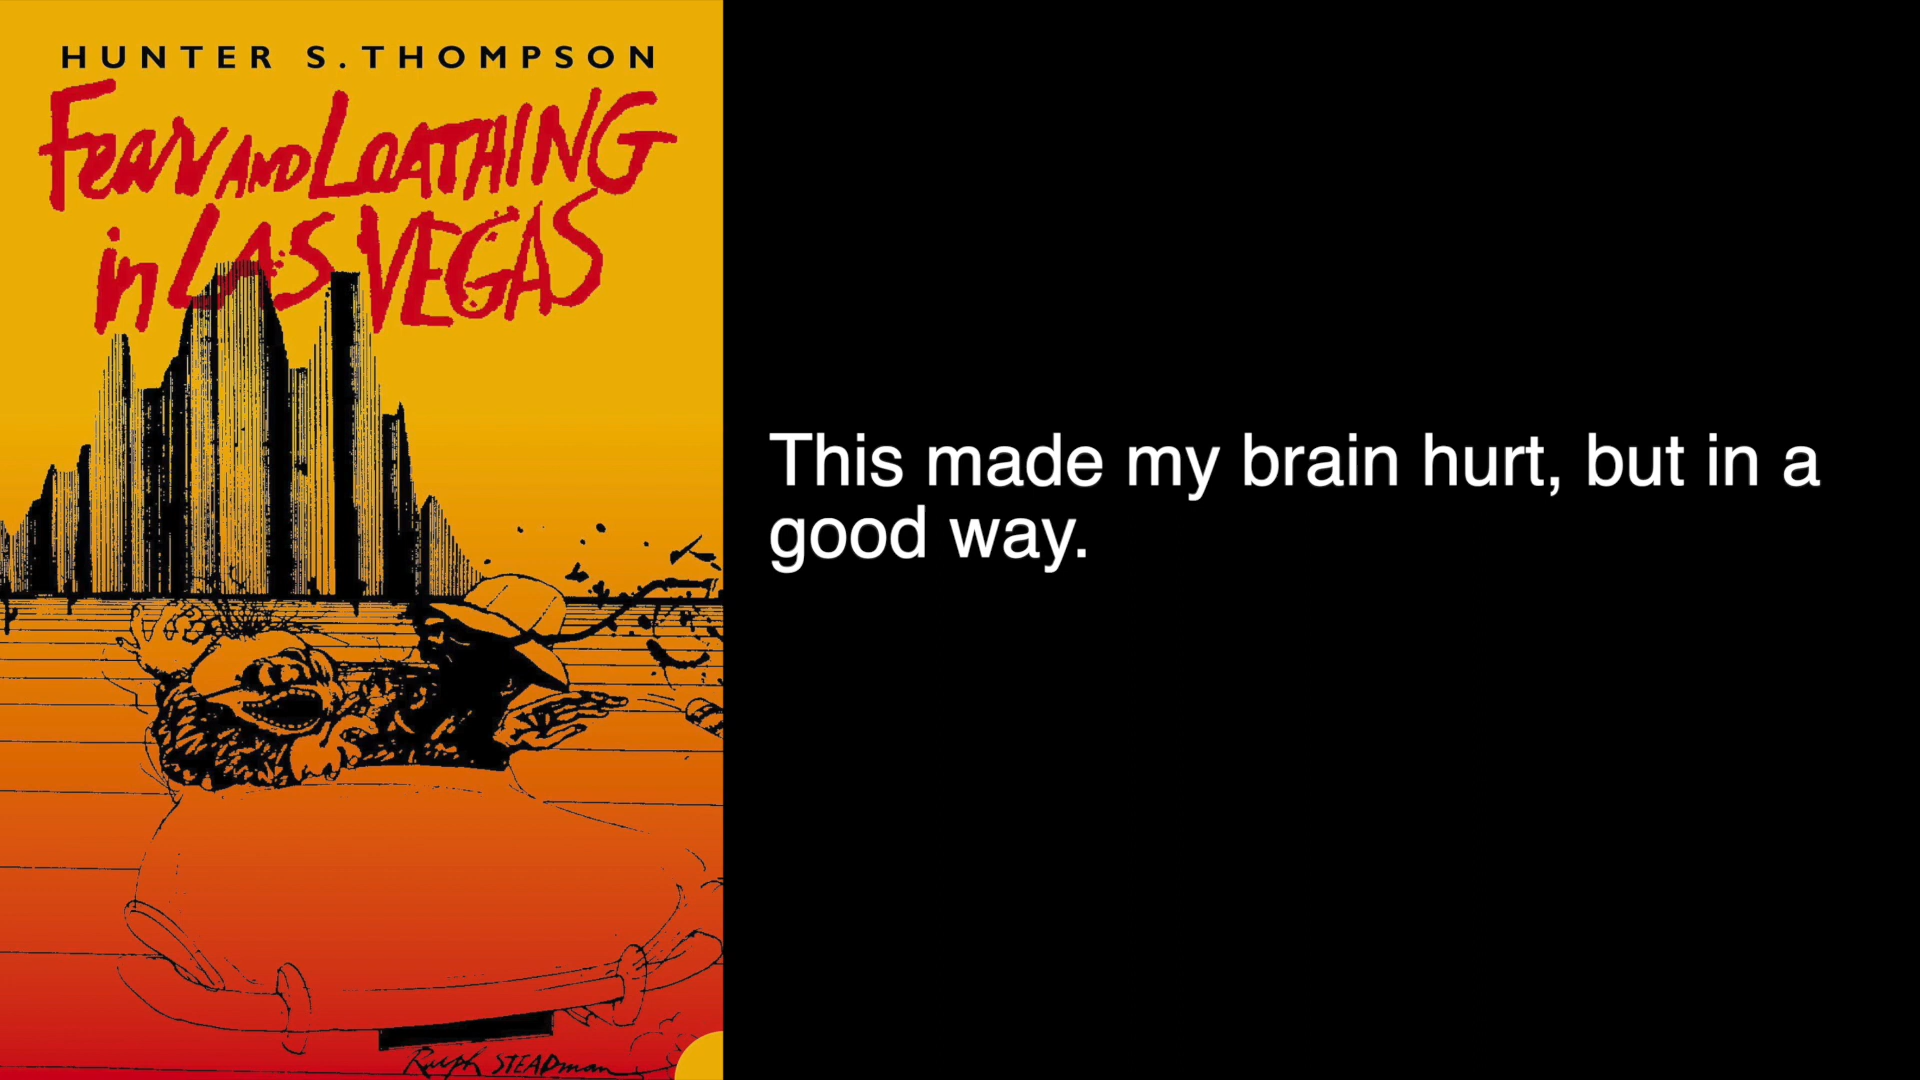 HUNTER S. THOMPSON
Fear AND LOATHING
in LAS VEGAS
This made my brain hurt, but in a
good way.
Ralph STEADman